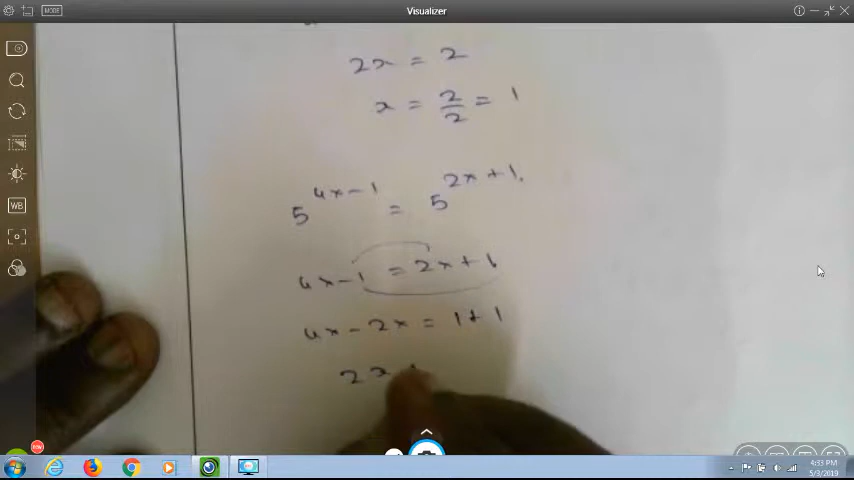 MODE
Visualizer
2x = 2
x = 2/2 = 1
5^{4x-1} = 5^{2x+1}.
WB
4x-1 = 2x+1
4x-2x = 1+1
2x
4:33 PM
5/3/2019